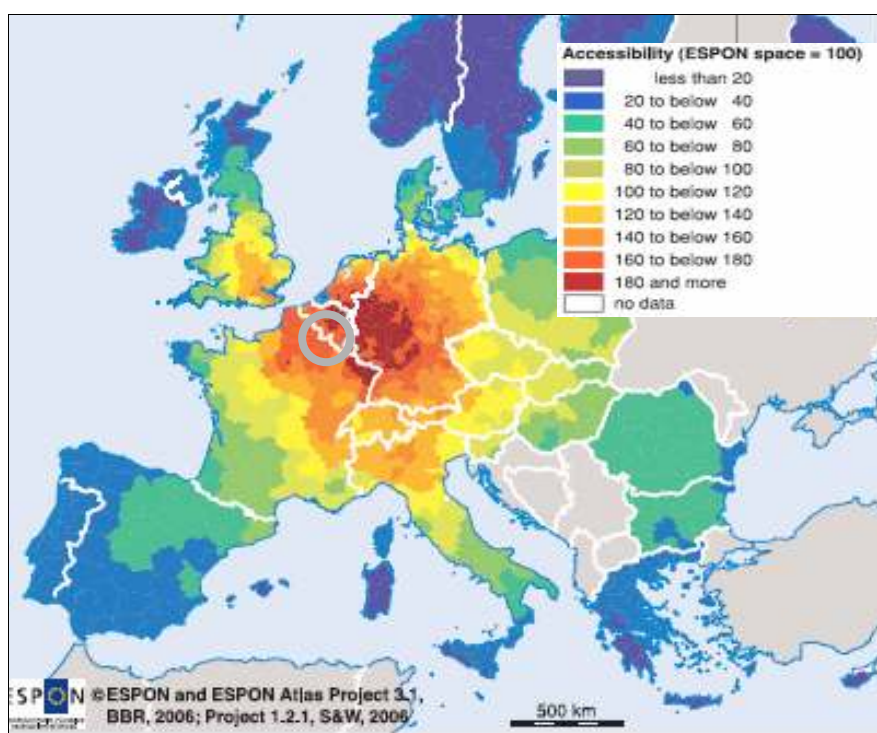 Accessibility (ESPON space = 100)
less than 20
20 to below 40
40 to below 60
60 to below 80
80 to below 100
100 to below 120
120 to below 140
140 to below 160
160 to below 180
180 and more
no data
ESPON © ESPON and ESPON Atlas Project 3.1,
BBR, 2006; Project 1.2.1, S&W, 2006
500 km